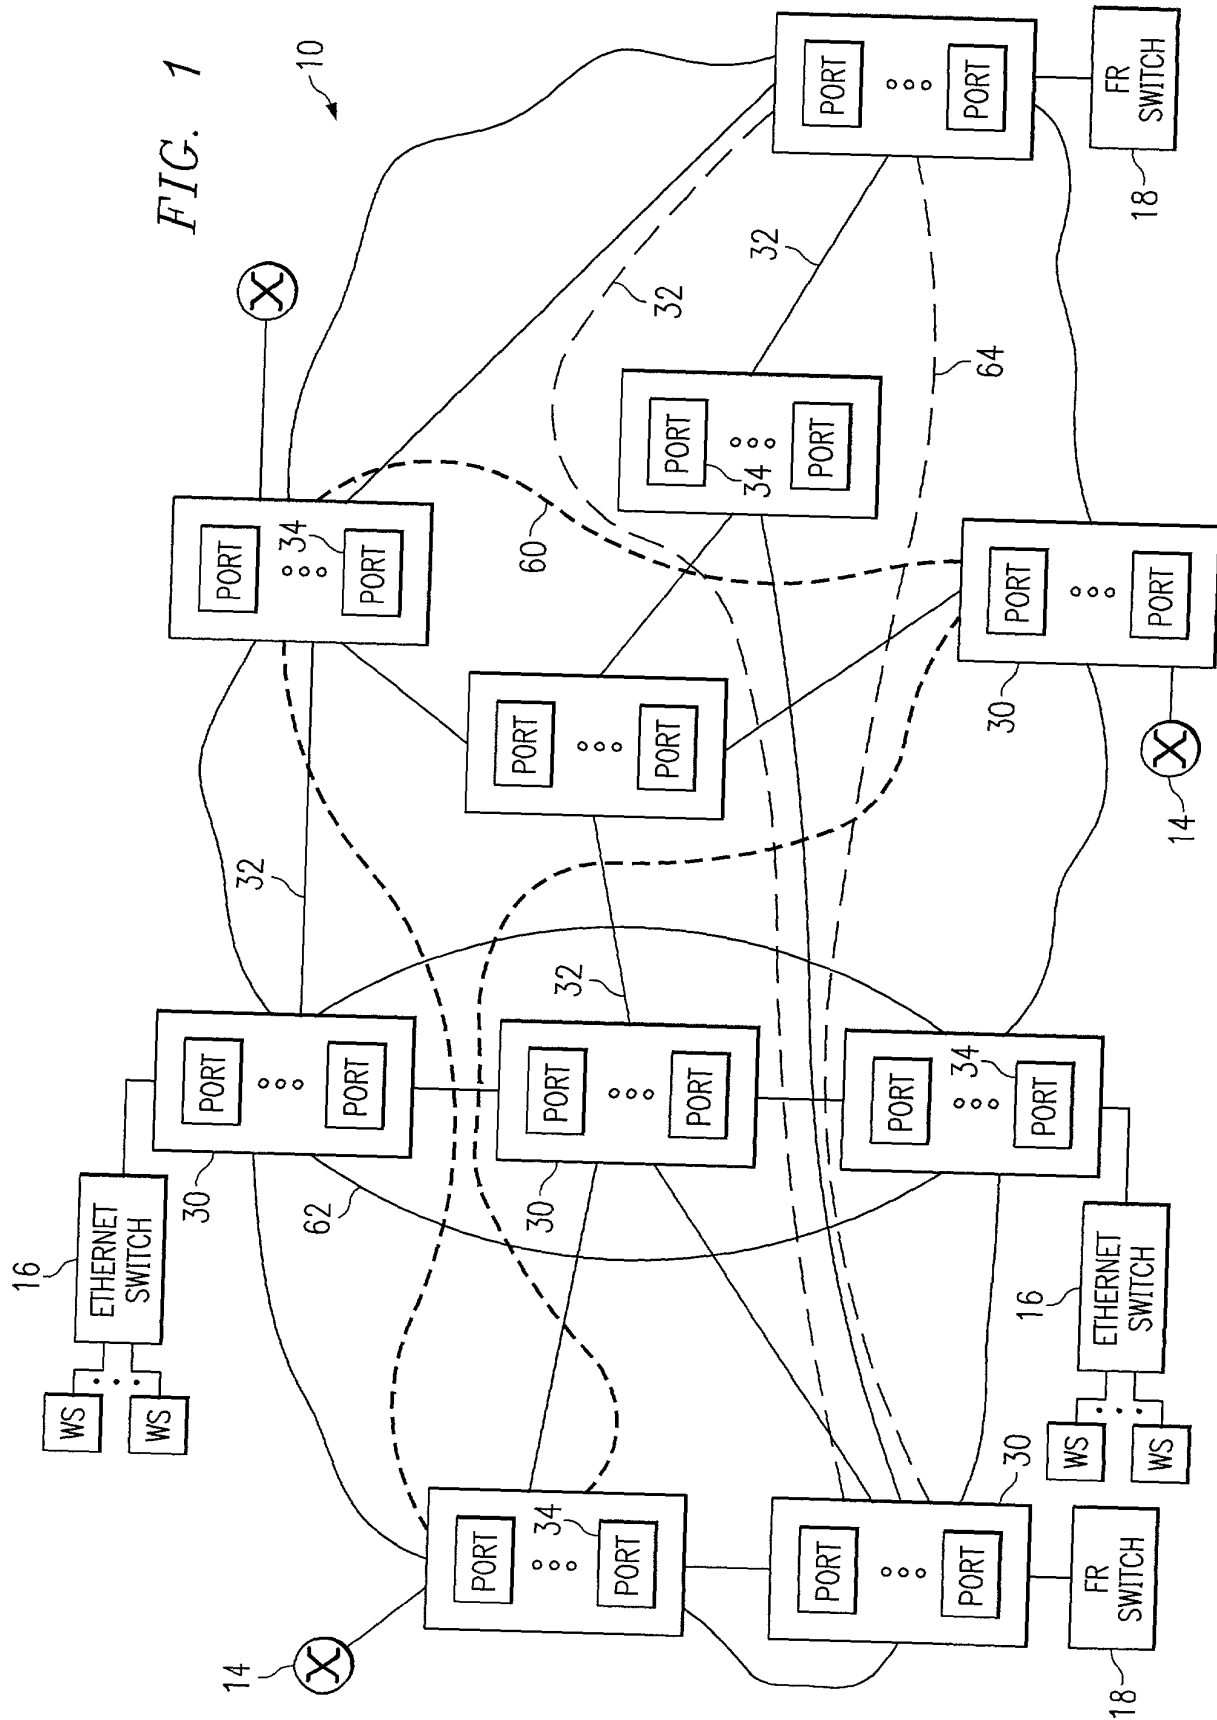 FIG. 1
10
16
WS
WS
ETHERNET
SWITCH
30
PORT
PORT
32
PORT
34
PORT
X
14
X
62
60
PORT
34
PORT
30
PORT
PORT
32
PORT
PORT
PORT
34
PORT
32
32
PORT
PORT
64
PORT
PORT
30
PORT
34
PORT
30
PORT
PORT
FR
SWITCH
18
WS
WS
16
ETHERNET
SWITCH
14
X
FR
SWITCH
18